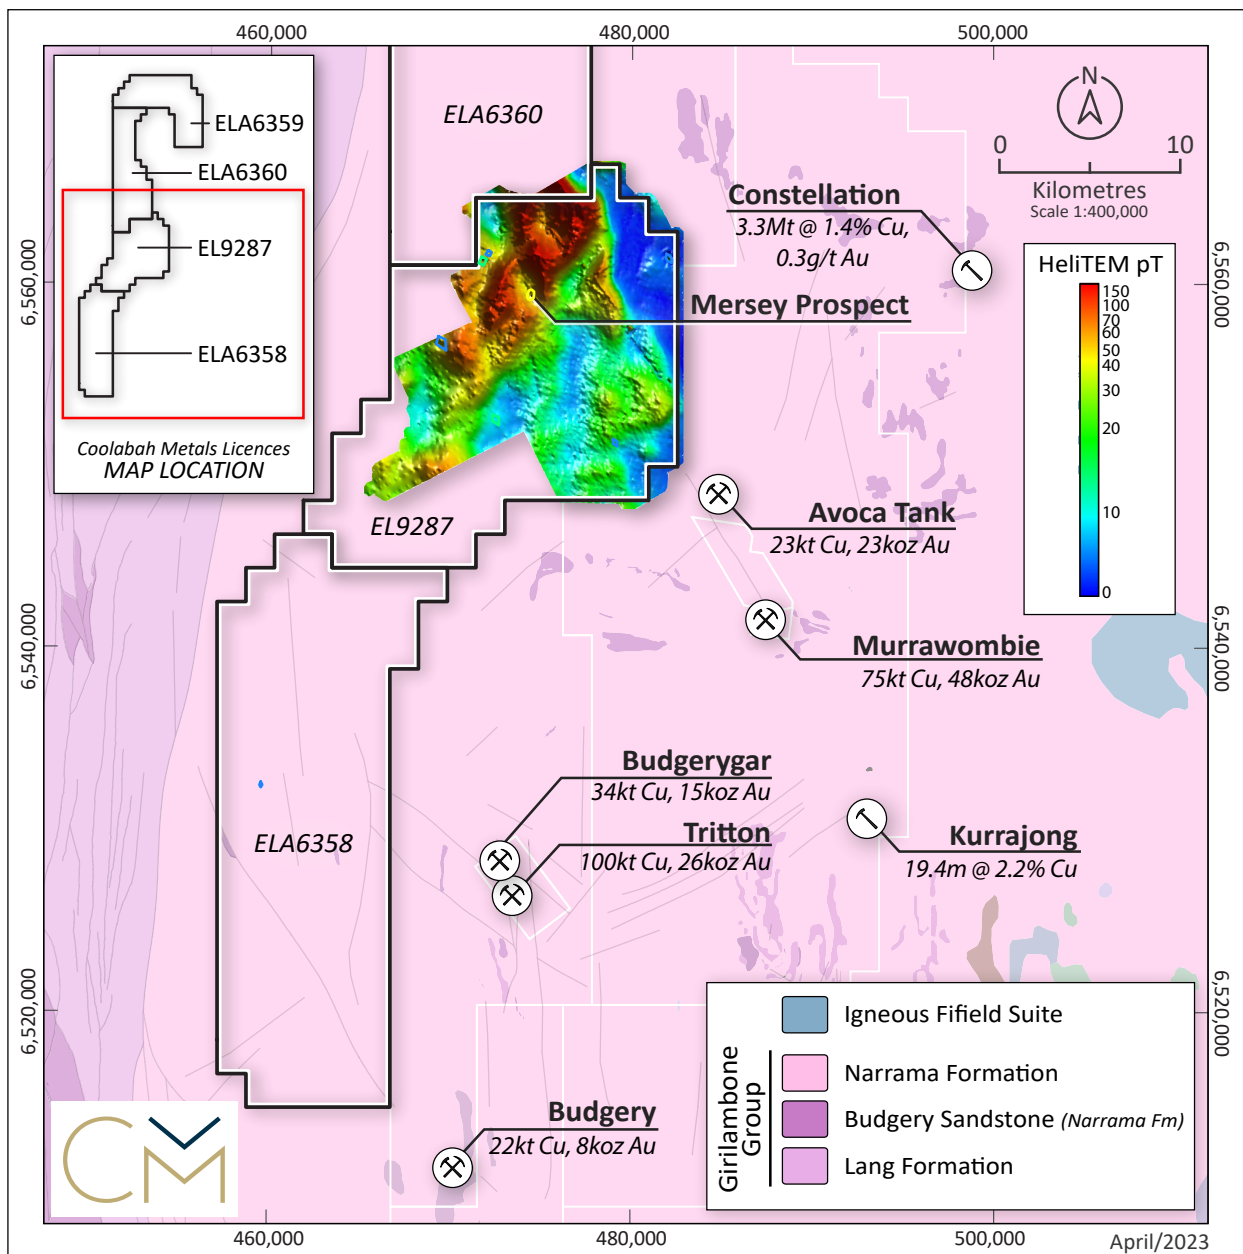 460,000
480,000
500,000
ELA6359
ELA6360
EL9287
ELA6358
Coolabah Metals Licences
MAP LOCATION
ELA6360
N
0
10
Kilometres
Scale 1:400,000
Constellation
3.3Mt @ 1.4% Cu,
0.3g/t Au
Mersey Prospect
HeliTEM pT
150
100
70
60
50
40
30
20
10
0
6,560,000
6,560,000
EL9287
Avoca Tank
23kt Cu, 23koz Au
Murrawombie
75kt Cu, 48koz Au
6,540,000
6,540,000
Budgerygar
34kt Cu, 15koz Au
Tritton
100kt Cu, 26koz Au
ELA6358
Kurrajong
19.4m @ 2.2% Cu
6,520,000
6,520,000
Budgery
22kt Cu, 8koz Au
Igneous Fifield Suite
Girilambone
Group
Narrama Formation
Budgery Sandstone (Narrama Fm)
Lang Formation
CM
460,000
480,000
500,000
April/2023